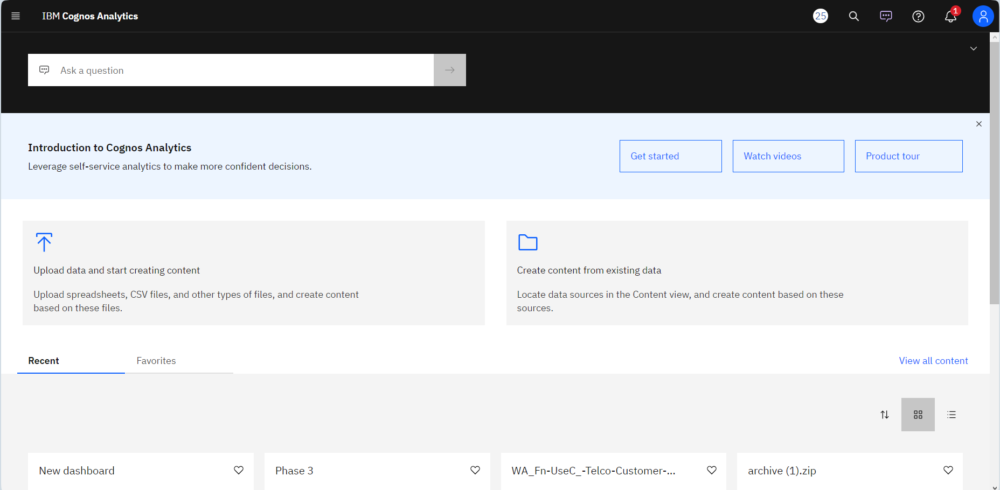 IBM Cognos Analytics
25
1
Ask a question
Introduction to Cognos Analytics
Leverage self-service analytics to make more confident decisions.
Get started
Watch videos
Product tour
Upload data and start creating content
Upload spreadsheets, CSV files, and other types of files, and create content
based on these files.
Create content from existing data
Locate data sources in the Content view, and create content based on these
sources.
Recent
Favorites
View all content
New dashboard
Phase 3
WA_Fn-UseC_-Telco-Customer-...
archive (1).zip